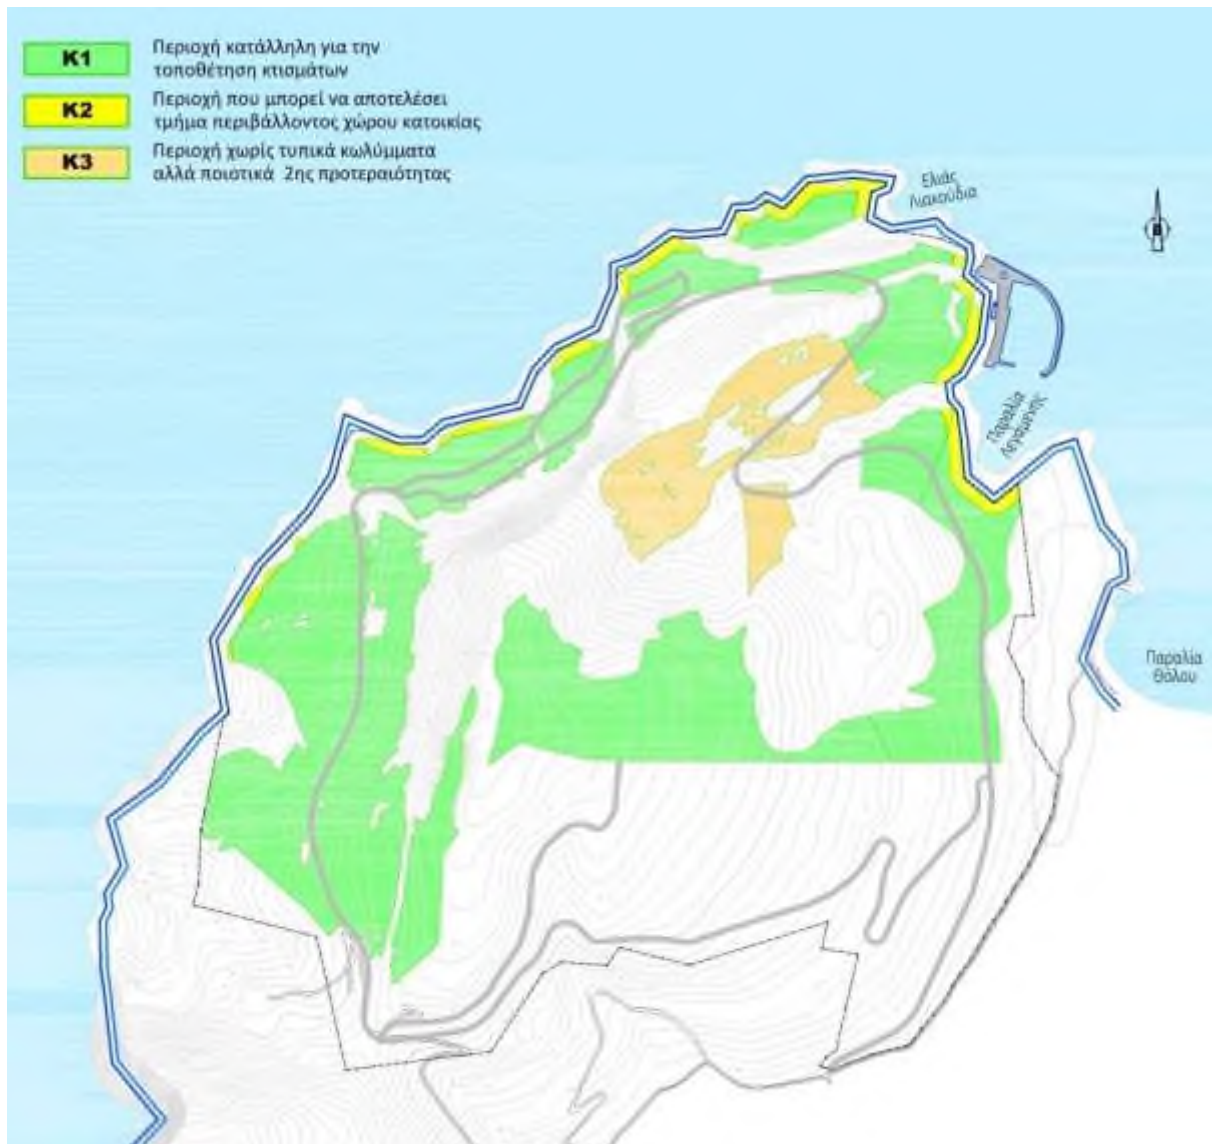 K1
Περιοχή κατάλληλη για την
τοποθέτηση κτισμάτων
K2
Περιοχή που μπορεί να αποτελέσει
τμήμα περιβάλλοντος χώρου κατοικίας
K3
Περιοχή χωρίς τυπικά κωλύμματα
αλλά ποιοτικά 2ης προτεραιότητας
Ελιάς
Λιακούδια
Παραλία
Λεγαμενης
Παραλία
Θόλου